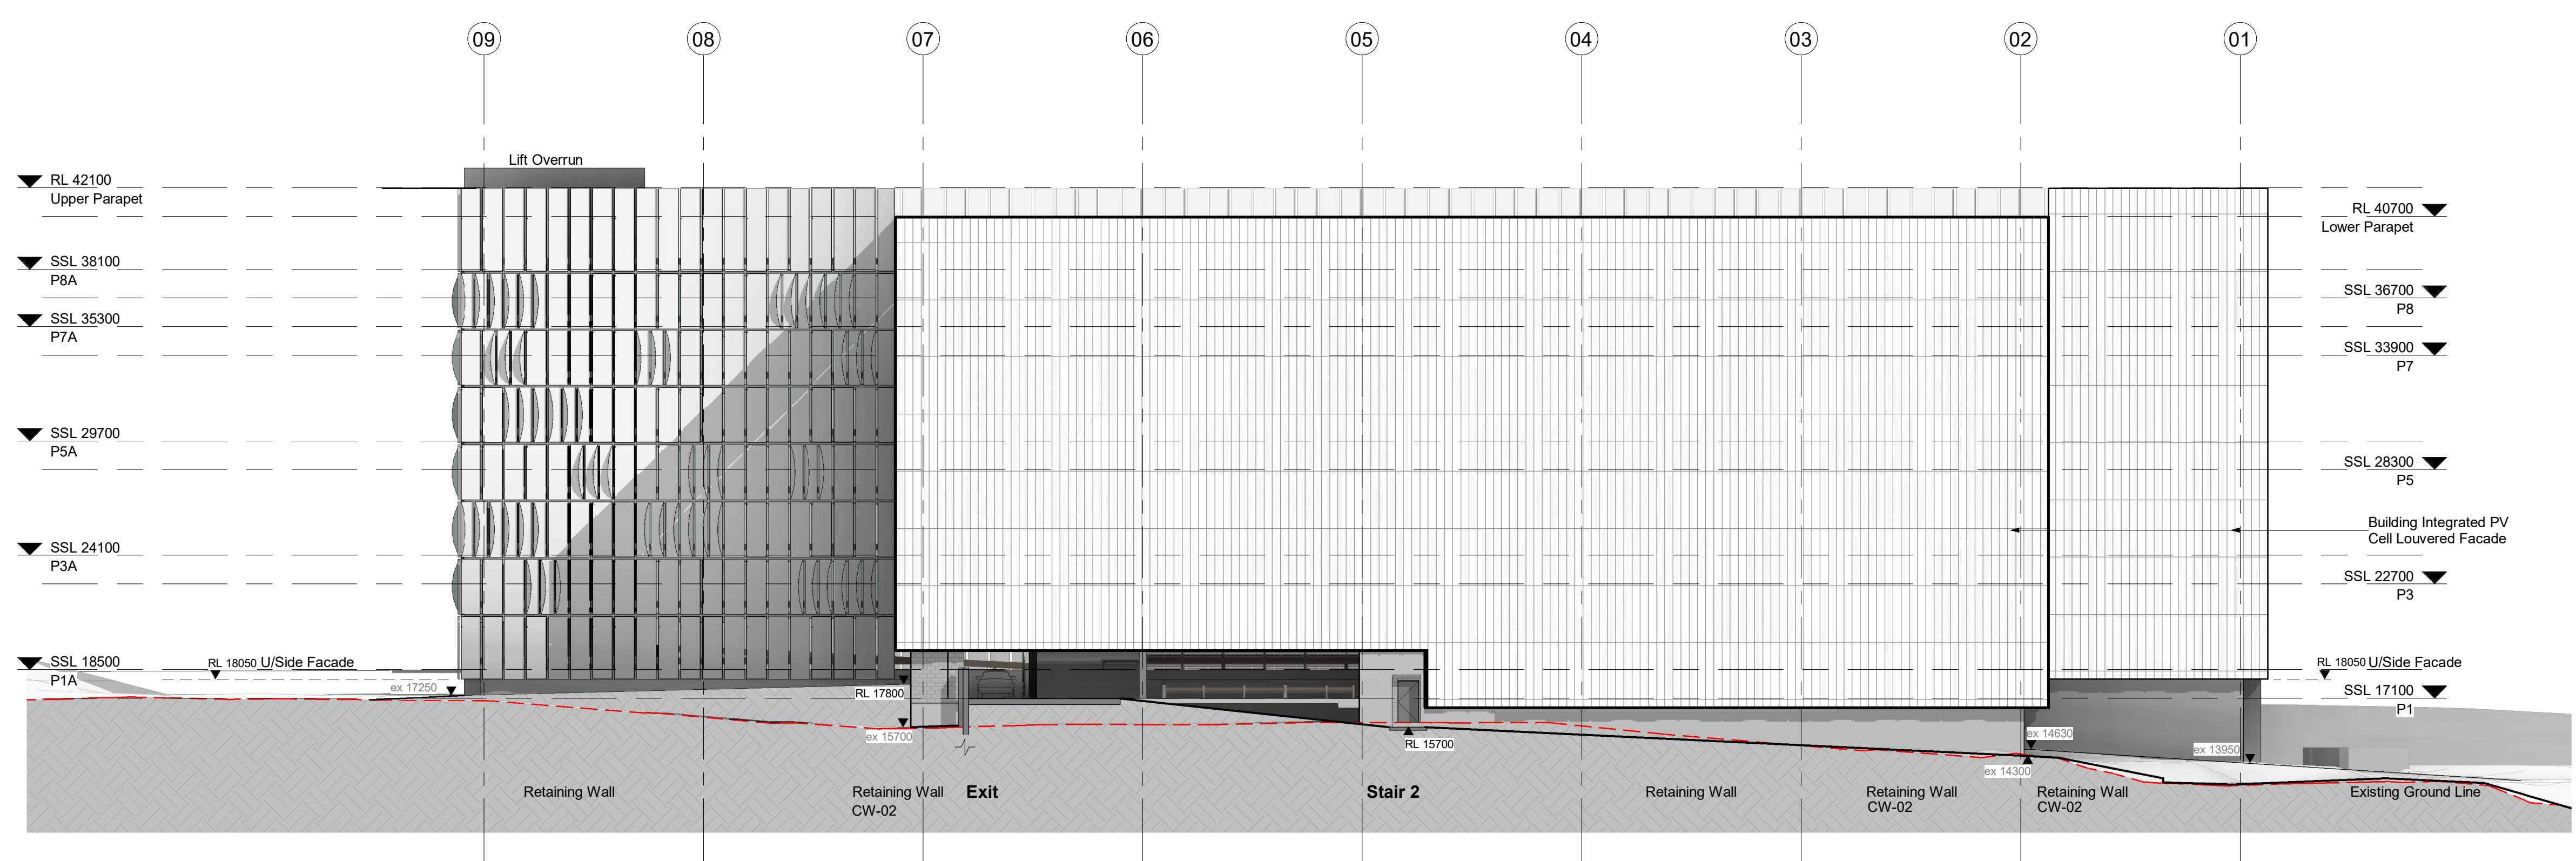 09
08
07
06
05
04
03
02
01
Lift Overrun
RL 42100
Upper Parapet
SSL 38100
P8A
SSL 35300
P7A
SSL 29700
P5A
SSL 24100
P3A
SSL 18500
P1A
RL 18050 U/Side Facade
ex 17250
RL 17800
ex 15700
RL 15700
RL 40700
Lower Parapet
SSL 36700
P8
SSL 33900
P7
SSL 28300
P5
Building Integrated PV
Cell Louvered Facade
SSL 22700
P3
RL 18050 U/Side Facade
SSL 17100
P1
ex 14630
ex 13950
ex 14300
Retaining Wall
Retaining Wall
CW-02
Exit
Stair 2
Retaining Wall
Retaining Wall
CW-02
Retaining Wall
CW-02
Existing Ground Line